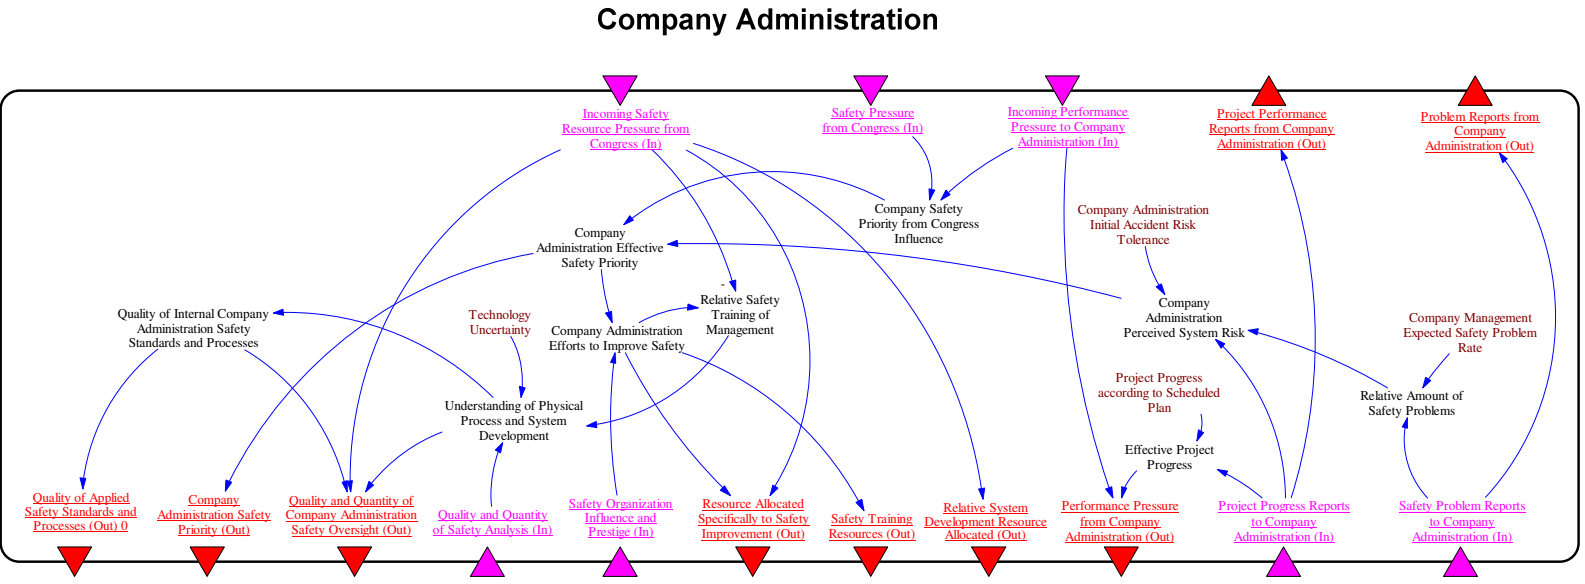 Company Administration
Incoming Safety
Resource Pressure from
Congress (In)
Safety Pressure
from Congress (In)
Incoming Performance
Pressure to Company
Administration (In)
Project Performance
Reports from Company
Administration (Out)
Problem Reports from
Company
Administration (Out)
Company Safety
Priority from Congress
Influence
Company Administration
Initial Accident Risk
Tolerance
Company
Administration Effective
Safety Priority
-
Relative Safety
Training of
Management
Quality of Internal Company
Administration Safety
Standards and Processes
Technology
Uncertainty
Company Administration
Efforts to Improve Safety
Company
Administration
Perceived System Risk
Company Management
Expected Safety Problem
Rate
Project Progress
according to Scheduled
Plan
Relative Amount of
Safety Problems
Understanding of Physical
Process and System
Development
Effective Project
Progress
Quality of Applied
Safety Standards and
Processes (Out) 0
Company
Administration Safety
Priority (Out)
Quality and Quantity of
Company Administration
Safety Oversight (Out)
Quality and Quantity
of Safety Analysis (In)
Safety Organization
Influence and
Prestige (In)
Resource Allocated
Specifically to Safety
Improvement (Out)
Safety Training
Resources (Out)
Relative System
Development Resource
Allocated (Out)
Performance Pressure
from Company
Administration (Out)
Project Progress Reports
to Company
Administration (In)
Safety Problem Reports
to Company
Administration (In)